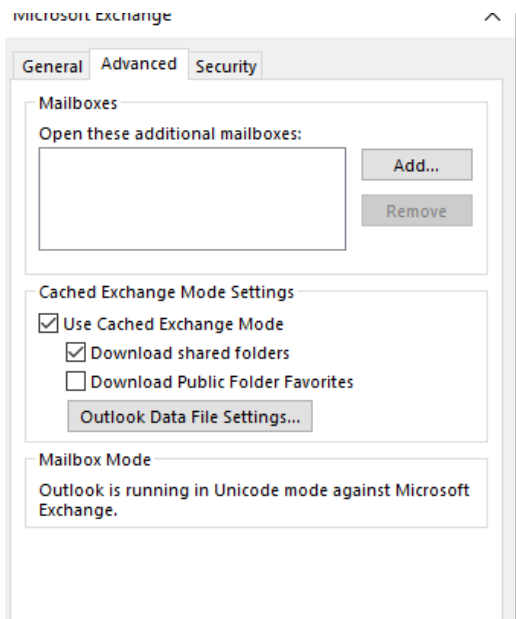 Microsoft Exchange
General Advanced Security
Mailboxes
Open these additional mailboxes:
Add...
Remove
Cached Exchange Mode Settings
Use Cached Exchange Mode
Download shared folders
Download Public Folder Favorites
Outlook Data File Settings...
Mailbox Mode
Outlook is running in Unicode mode against Microsoft
Exchange.